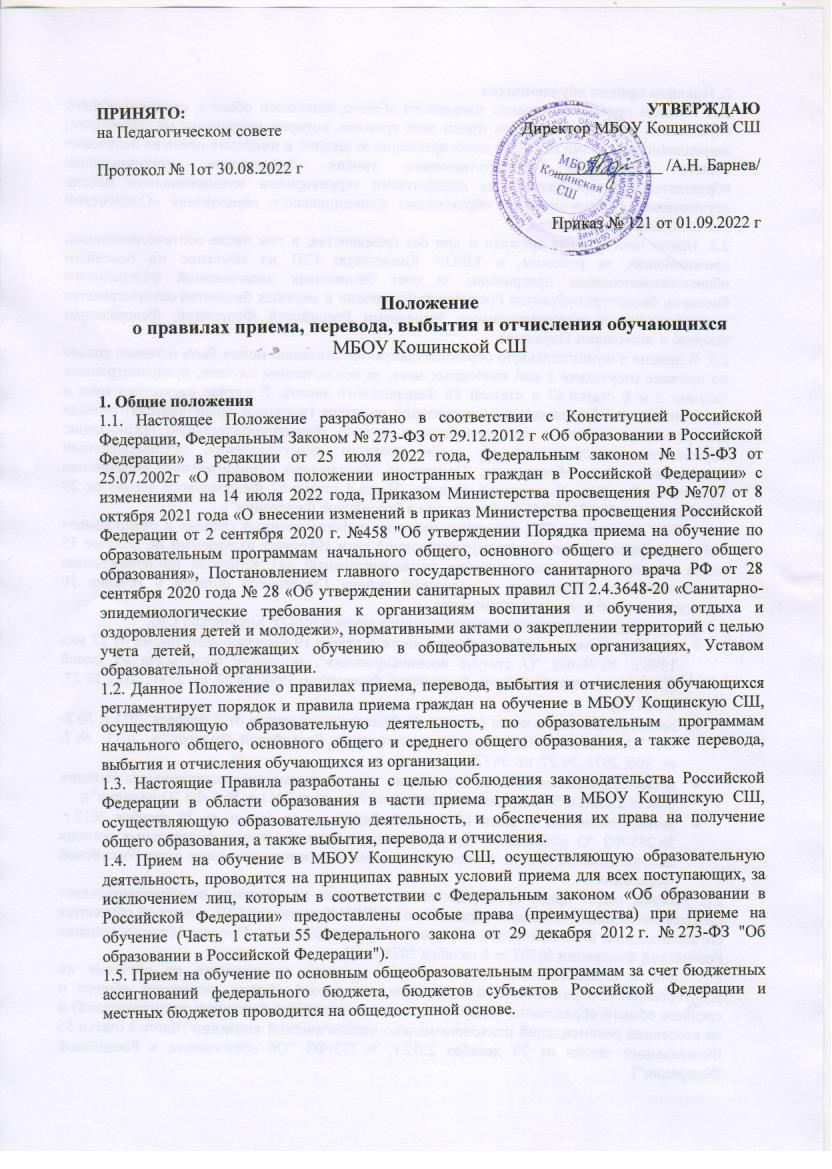 ПРИНЯТО:
УТВЕРЖДАЮ
на Педагогическом совете
Директор МБОУ Кощинской СШ
Протокол № 1от 30.08.2022 г
/А.Н. Барнев/
МБОУ
Кощинская
СШ
Приказ № 121 от 01.09.2022 г
Положение
о правилах приема, перевода, выбытия и отчисления обучающихся
МБОУ Кощинской СШ
1. Общие положения
1.1. Настоящее Положение разработано в соответствии с Конституцией Российской
Федерации, Федеральным Законом № 273-ФЗ от 29.12.2012 г «Об образовании в Российской
Федерации» в редакции от 25 июля 2022 года, Федеральным законом № 115-ФЗ от
25.07.2002г «О правовом положении иностранных граждан в Российской Федерации» с
изменениями на 14 июля 2022 года, Приказом Министерства просвещения РФ №707 от 8
октября 2021 года «О внесении изменений в приказ Министерства просвещения Российской
Федерации от 2 сентября 2020 г. №458 "Об утверждении Порядка приема на обучение по
образовательным программам начального общего, основного общего и среднего общего
образования», Постановлением главного государственного санитарного врача РФ от 28
сентября 2020 года № 28 «Об утверждении санитарных правил СП 2.4.3648-20 «Санитарно-
эпидемиологические требования к организациям воспитания и обучения, отдыха и
оздоровления детей и молодежи», нормативными актами о закреплении территорий с целью
учета детей, подлежащих обучению в общеобразовательных организациях, Уставом
образовательной организации.
1.2. Данное Положение о правилах приема, перевода, выбытия и отчисления обучающихся
регламентирует порядок и правила приема граждан на обучение в МБОУ Кощинскую СШ,
осуществляющую образовательную деятельность, по образовательным программам
начального общего, основного общего и среднего общего образования, а также перевода,
выбытия и отчисления обучающихся из организации.
1.3. Настоящие Правила разработаны с целью соблюдения законодательства Российской
Федерации в области образования в части приема граждан в МБОУ Кощинскую СШ,
осуществляющую образовательную деятельность, и обеспечения их права на получение
общего образования, а также выбытия, перевода и отчисления.
1.4. Прием на обучение в МБОУ Кощинскую СШ, осуществляющую образовательную
деятельность, проводится на принципах равных условий приема для всех поступающих, за
исключением лиц, которым в соответствии с Федеральным законом «Об образовании в
Российской Федерации» предоставлены особые права (преимущества) при приеме на
обучение (Часть 1 статьи 55 Федерального закона от 29 декабря 2012 г. № 273-ФЗ "Об
образовании в Российской Федерации").
1.5. Прием на обучение по основным общеобразовательным программам за счет бюджетных
ассигнований федерального бюджета, бюджетов субъектов Российской Федерации и
местных бюджетов проводится на общедоступной основе.